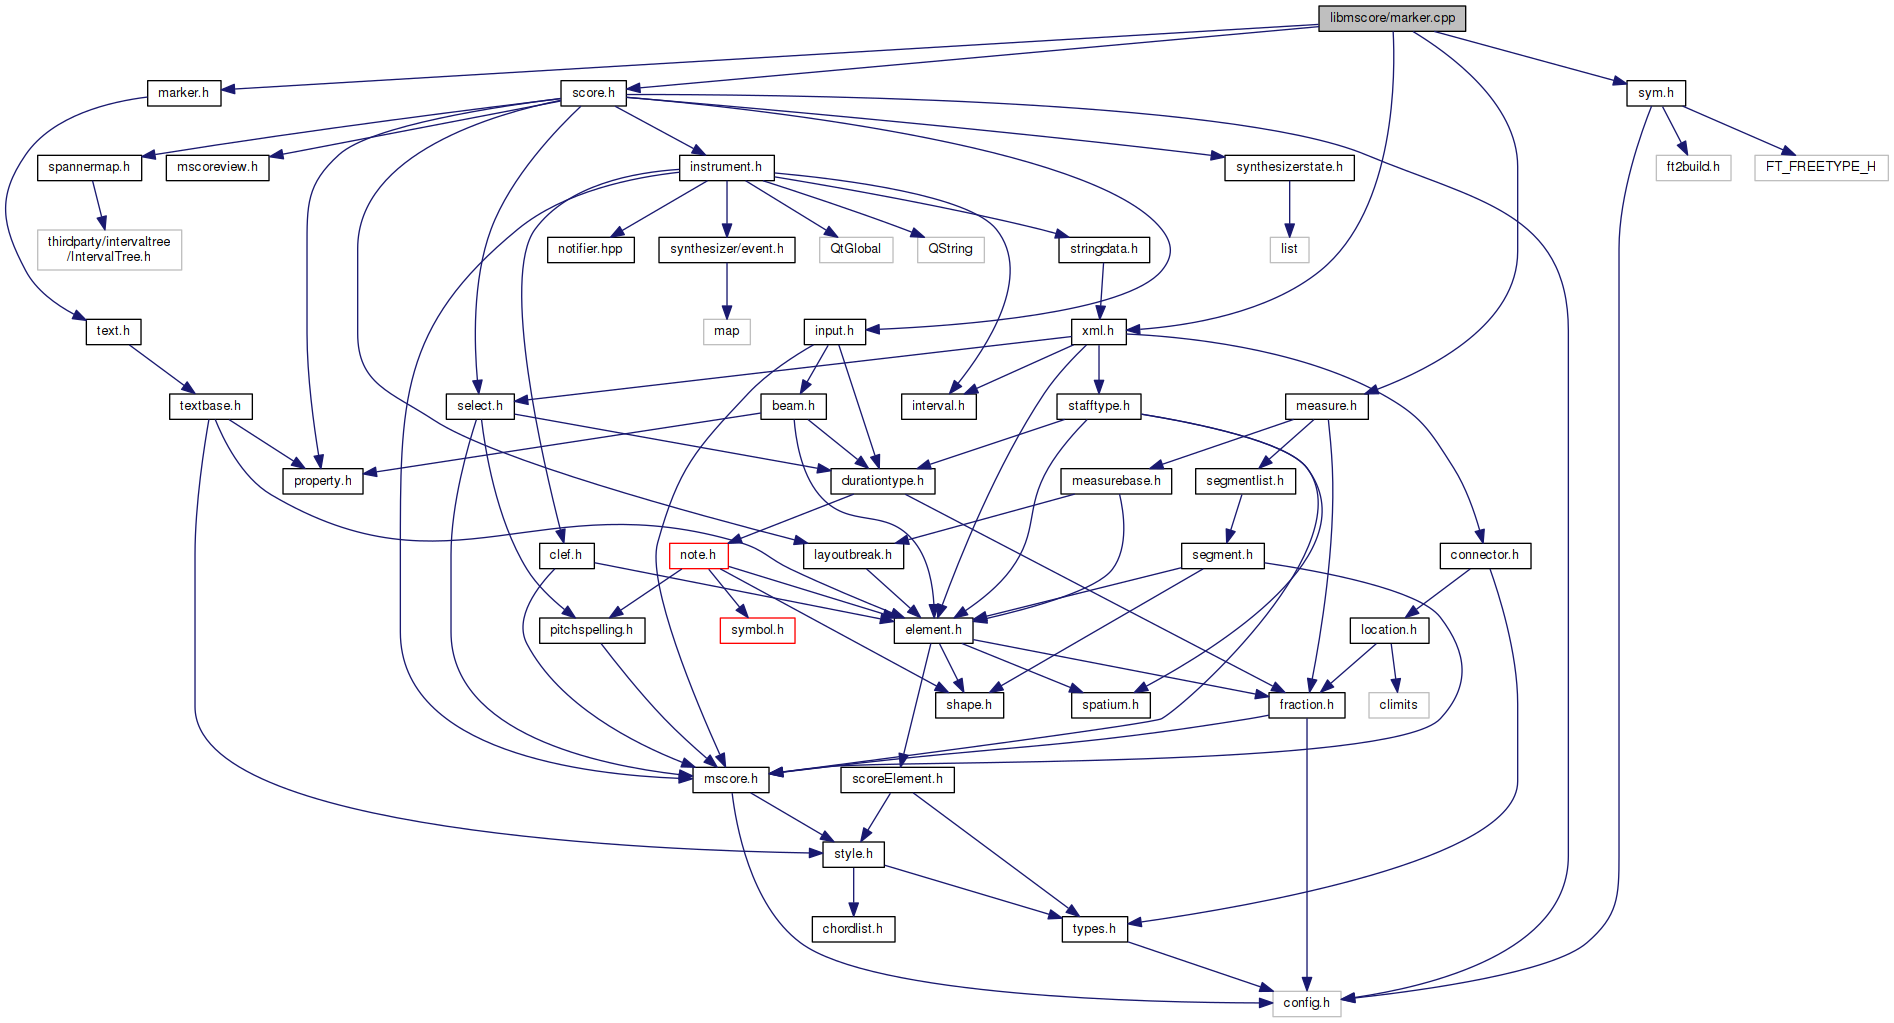 libmscore/marker.cpp
marker.h
score.h
sym.h
spannermap.h
mscoreview.h
instrument.h
synthesizerstate.h
ft2build.h
FT_FREETYPE_H
thirdparty/intervaltree
/IntervalTree.h
notifier.hpp
synthesizer/event.h
QtGlobal
QString
stringdata.h
list
text.h
map
input.h
xml.h
textbase.h
select.h
beam.h
interval.h
stafftype.h
measure.h
property.h
durationtype.h
measurebase.h
segmentlist.h
clef.h
note.h
layoutbreak.h
segment.h
connector.h
pitchspelling.h
symbol.h
element.h
location.h
shape.h
spatium.h
fraction.h
climits
mscore.h
scoreElement.h
style.h
chordlist.h
types.h
config.h